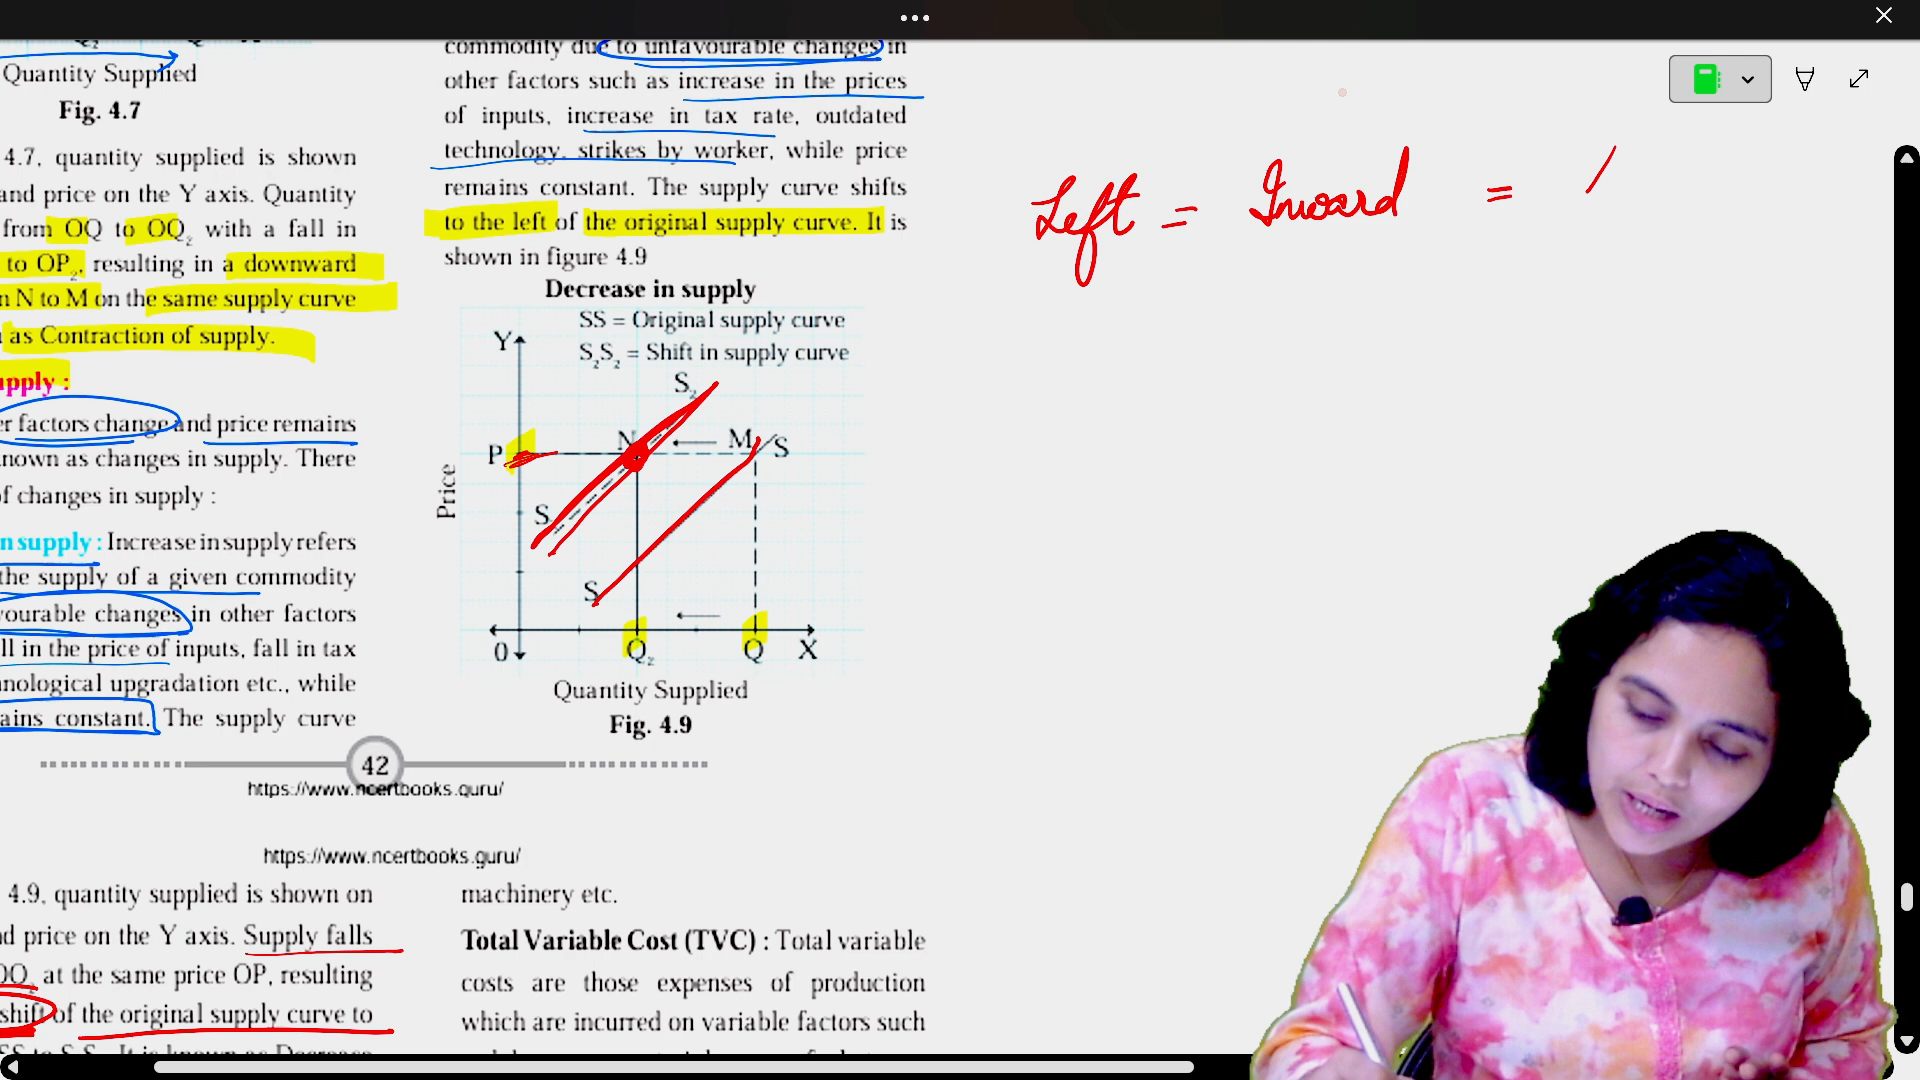 Quantity Supplied
Fig. 4.7
4.7, quantity supplied is shown
and price on the Y axis. Quantity
from OQ to OQ2 with a fall in
to OP2, resulting in a downward
N to M on the same supply curve
as Contraction of supply.
pply :
factors change and price remains
nown as changes in supply. There
f changes in supply :
n supply : Increase in supply refers
the supply of a given commodity
vourable changes in other factors
ll in the price of inputs, fall in tax
nological upgradation etc., while
ains constant. The supply curve
commodity due to unfavourable changes in
other factors such as increase in the prices
of inputs, increase in tax rate, outdated
technology, strikes by worker, while price
remains constant. The supply curve shifts
to the left of the original supply curve. It is
shown in figure 4.9
Decrease in supply
SS = Original supply curve
S2S2 = Shift in supply curve
Y
S2
P
N
M
S
Price
S
S
0
Q2
Q
X
Quantity Supplied
Fig. 4.9
42
https://www.ncertbooks.guru/
https://www.ncertbooks.guru/
4.9, quantity supplied is shown on
d price on the Y axis. Supply falls
OQ2 at the same price OP, resulting
shift of the original supply curve to
machinery etc.
Total Variable Cost (TVC) : Total variable
costs are those expenses of production
which are incurred on variable factors such
Left = Inward =